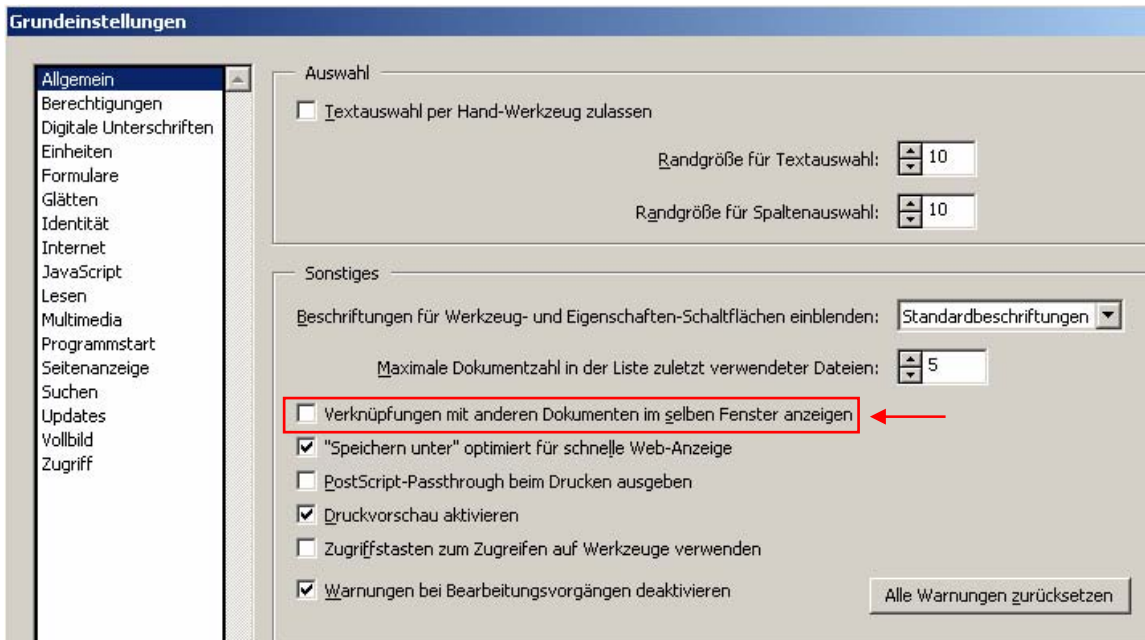 Grundeinstellungen
Allgemein
Berechtigungen
Digitale Unterschriften
Einheiten
Formulare
Glätten
Identität
Internet
JavaScript
Lesen
Multimedia
Programmstart
Seitenanzeige
Suchen
Updates
Vollbild
Zugriff
Auswahl
Textauswahl per Hand-Werkzeug zulassen
Randgröße für Textauswahl: 10
Randgröße für Spaltenauswahl: 10
Sonstiges
Beschriftungen für Werkzeug- und Eigenschaften-Schaltflächen einblenden: Standardbeschriftungen
Maximale Dokumentzahl in der Liste zuletzt verwendeter Dateien: 5
Verknüpfungen mit anderen Dokumenten im selben Fenster anzeigen
"Speichern unter" optimiert für schnelle Web-Anzeige
PostScript-Passthrough beim Drucken ausgeben
Druckvorschau aktivieren
Zugriffstasten zum Zugreifen auf Werkzeuge verwenden
Warnungen bei Bearbeitungsvorgängen deaktivieren
Alle Warnungen zurücksetzen